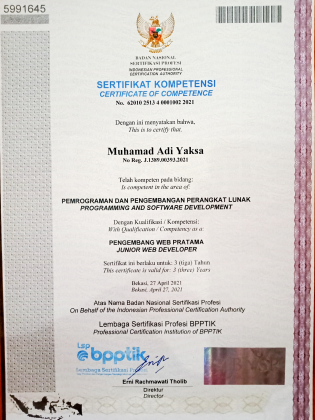 5991645
BADAN NASIONAL
SERTIFIKASI PROFESI
INDONESIAN PROFESSIONAL
CERTIFICATION AUTHORITY
SERTIFIKAT KOMPETENSI
CERTIFICATE OF COMPETENCE
No. 62010 2513 4 0001002 2021
Dengan ini menyatakan bahwa,
This is to certify that,
Muhamad Adi Yaksa
No Reg. J.1309.00393.2021
Telah kompeten pada bidang:
Is competent in the area of:
PEMROGRAMAN DAN PENGEMBANGAN PERANGKAT LUNAK
PROGRAMMING AND SOFTWARE DEVELOPMENT
Dengan Kualifikasi / Kompetensi:
With Qualification / Competency as a:
PENGEMBANG WEB PRATAMA
JUNIOR WEB DEVELOPER
Sertifikat ini berlaku untuk: 3 (tiga) Tahun
This certificate is valid for: 3 (three) Years
Bekasi, 27 April 2021
Bekasi, April 27, 2021
Atas Nama Badan Nasional Sertifikasi Profesi
On Behalf of the Indonesian Professional Certification Authority
Lembaga Sertifikasi Profesi BPPTIK
Professional Certification Institution of BPPTIK
Lsp
bpptik
Lembaga Sertifikasi Profesi
Erni Rachmawati Tholib
Direktur
Director